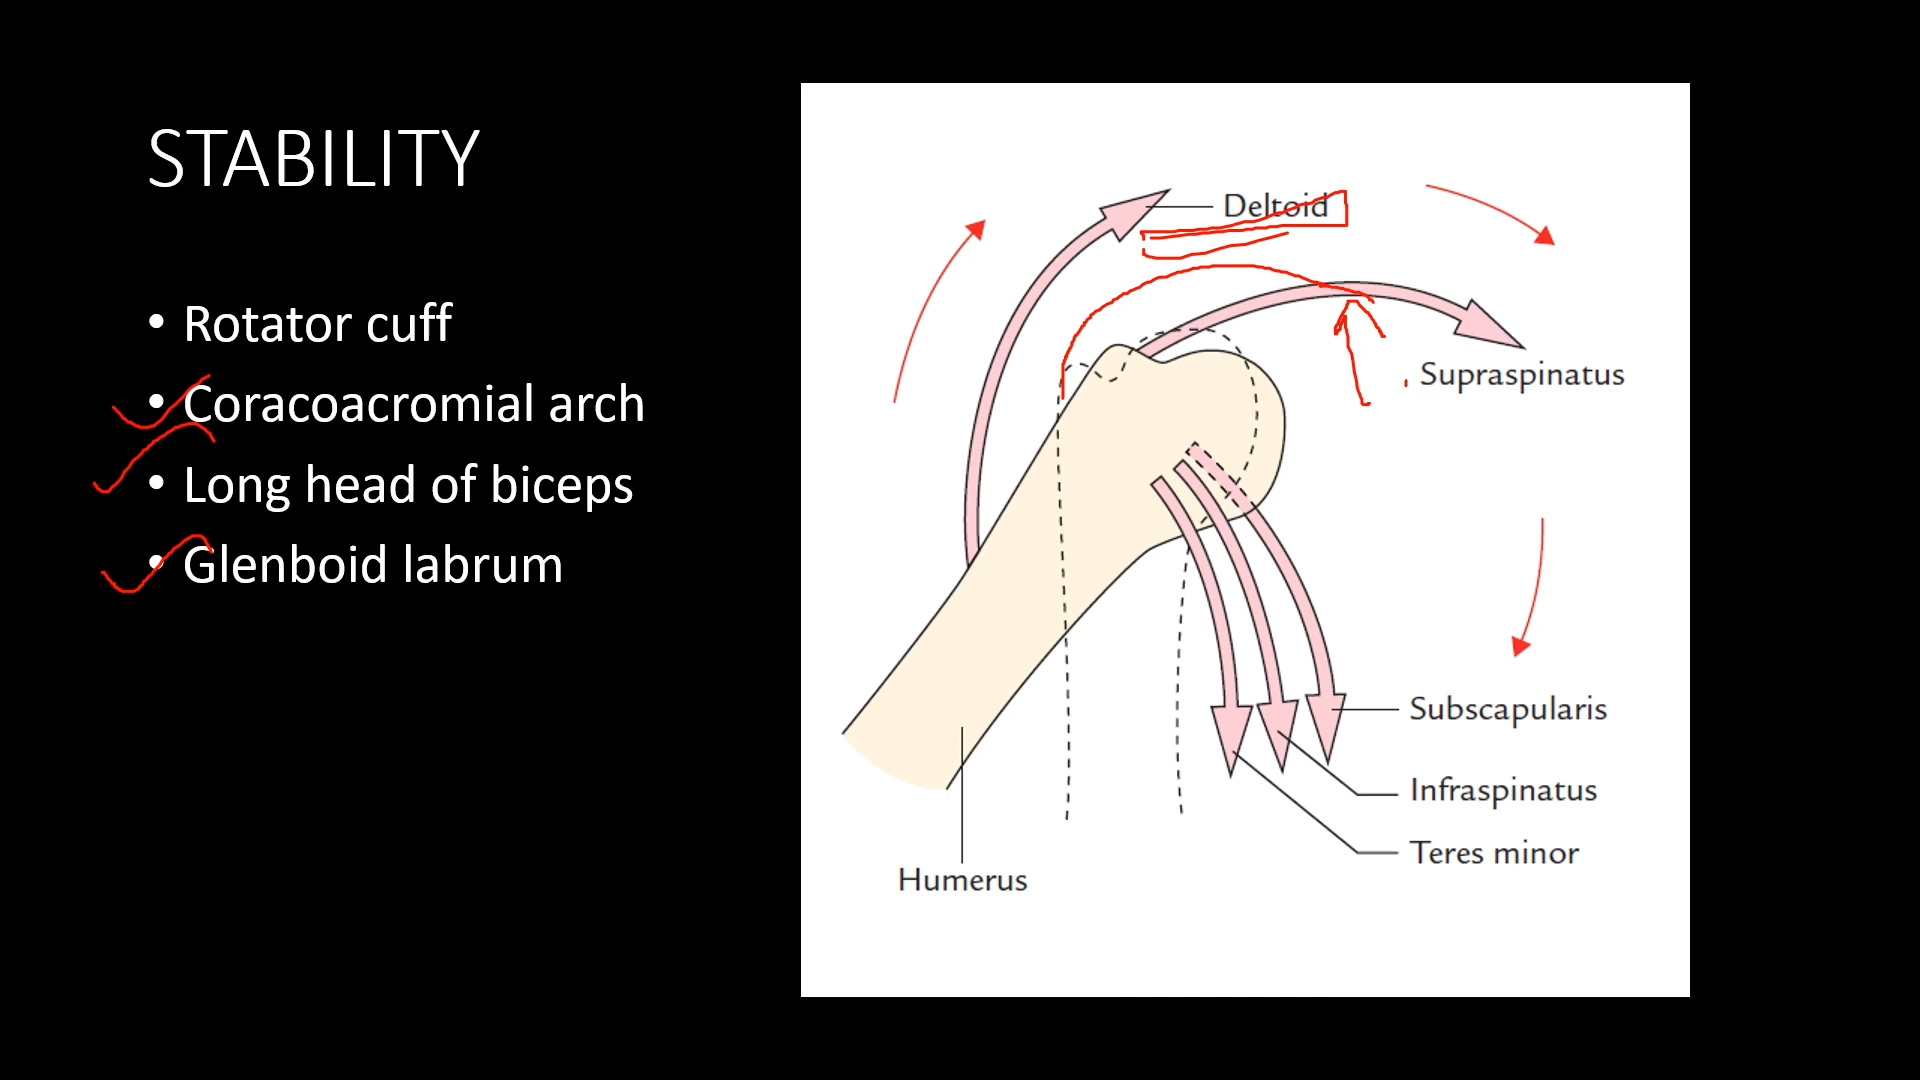 STABILITY
• Rotator cuff
• Coracoacromial arch
• Long head of biceps
• Glenboid labrum
Deltoid
Supraspinatus
Subscapularis
Infraspinatus
Teres minor
Humerus